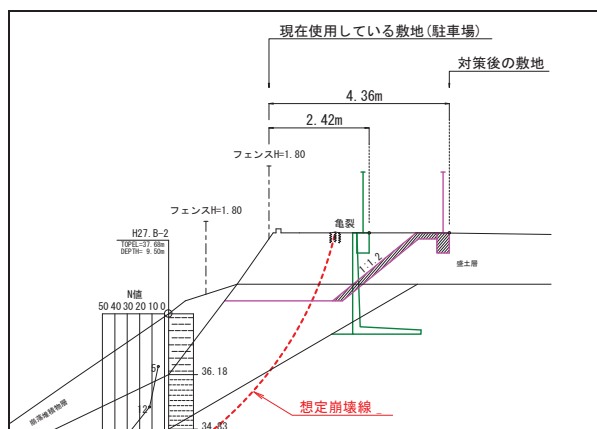 現在使用している敷地(駐車場)
対策後の敷地
4.36m
2.42m
フェンスH=1.80
フェンスH=1.80
亀裂
H27.B-2
TOPEL=37.68m
DEPTH= 9.50m
1:1.2
盛土層
N値
50 40 30 20 10 0
5
36.18
12
崩落堆積物層
想定崩壊線
34.33